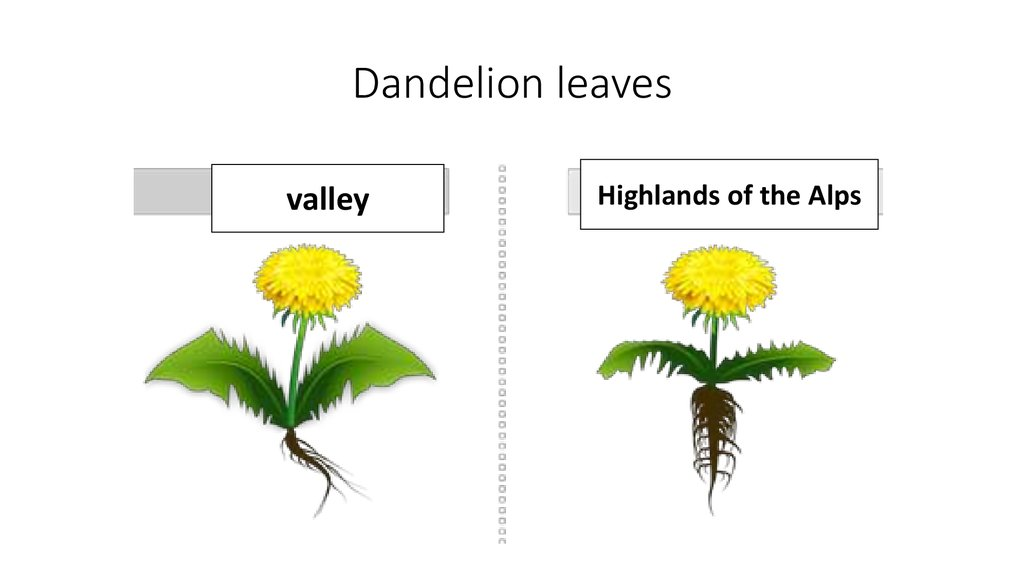 Dandelion leaves
valley
Highlands of the Alps